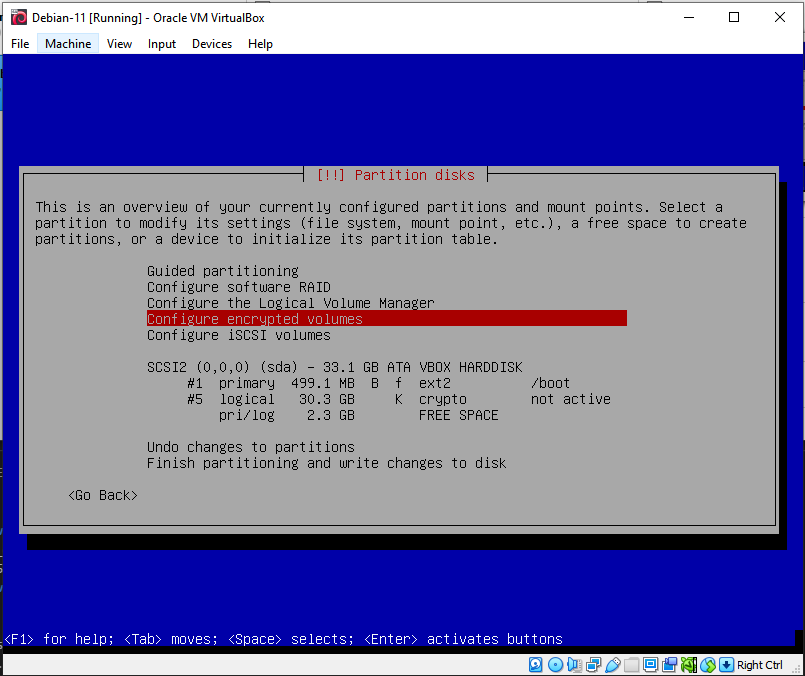 Debian-11 [Running] - Oracle VM VirtualBox
File Machine View Input Devices Help
[!!] Partition disks
This is an overview of your currently configured partitions and mount points. Select a
partition to modify its settings (file system, mount point, etc.), a free space to create
partitions, or a device to initialize its partition table.
Guided partitioning
Configure software RAID
Configure the Logical Volume Manager
Configure encrypted volumes
Configure iSCSI volumes
SCSI2 (0,0,0) (sda) - 33.1 GB ATA VBOX HARDDISK
#1 primary 499.1 MB B f ext2 /boot
#5 logical 30.3 GB K crypto not active
pri/log 2.3 GB FREE SPACE
Undo changes to partitions
Finish partitioning and write changes to disk
<Go Back>
<F1> for help; <Tab> moves; <Space> selects; <Enter> activates buttons
Right Ctrl